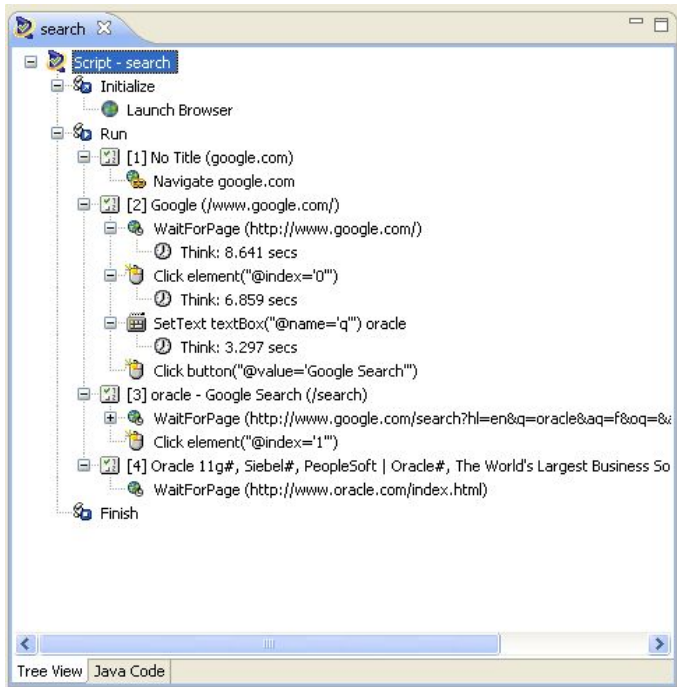 search
Script - search
Initialize
Launch Browser
Run
[1] No Title (google.com)
Navigate google.com
[2] Google (/www.google.com/)
WaitForPage (http://www.google.com/)
Think: 8.641 secs
Click element("@index='0'")
Think: 6.859 secs
SetText textBox("@name='q'") oracle
Think: 3.297 secs
Click button("@value='Google Search'")
[3] oracle - Google Search (/search)
WaitForPage (http://www.google.com/search?hl=en&q=oracle&aq=f&oq=&
Click element("@index='1'")
[4] Oracle 11g#, Siebel#, PeopleSoft | Oracle#, The World's Largest Business So
WaitForPage (http://www.oracle.com/index.html)
Finish
Tree View Java Code